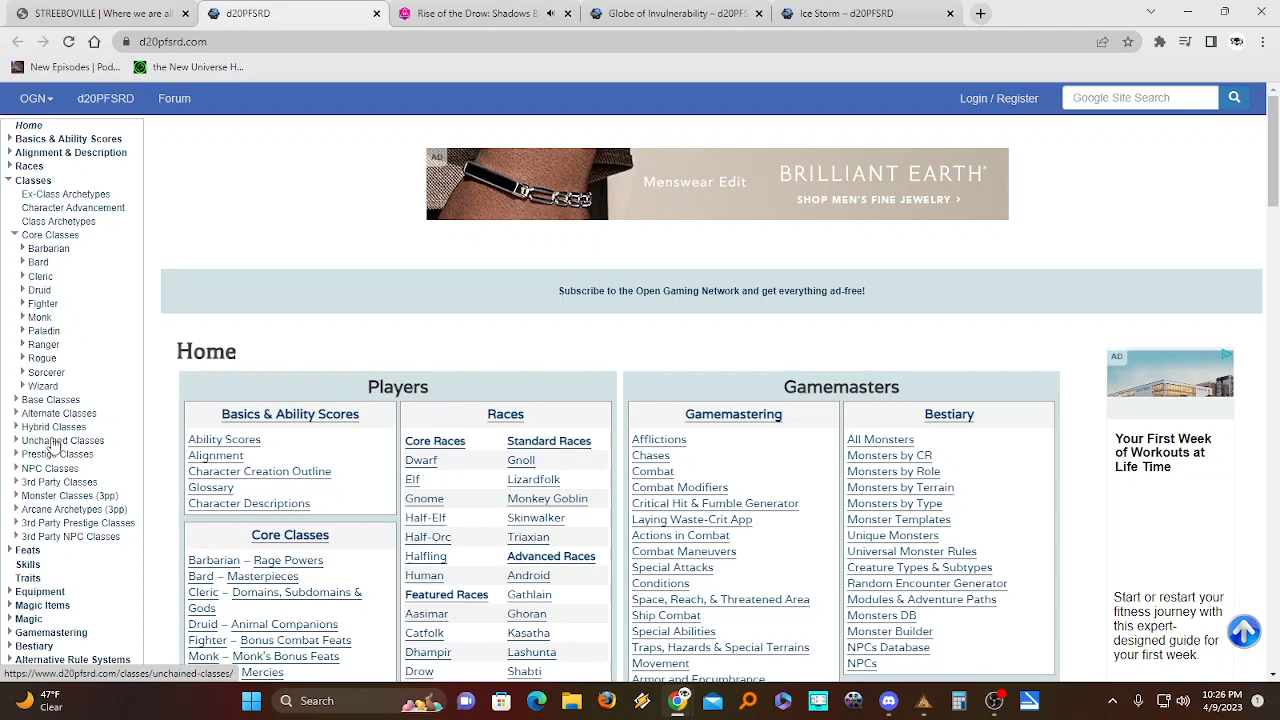 STREEBOVILLE: Where we w all
d20PFSRD
Rise of the Drow: Shadows B
Globe of Vulnerability – d20PFS
Ice Storm – d20PFSRD
d20pfsrd.com
New Episodes | Pod...
the New Universe H...
OGN
d20PFSRD
Forum
Login / Register
Google Site Search
Home
Basics & Ability Scores
Alignment & Description
Races
Classes
Ex-Class Archetypes
Character Advancement
Class Archetypes
Core Classes
Barbarian
Bard
Cleric
Druid
Fighter
Monk
Paladin
Ranger
Rogue
Sorcerer
Wizard
Base Classes
Alternate Classes
Hybrid Classes
Unchained Classes
Prestige Classes
NPC Classes
3rd Party Classes
Monster Classes (3pp)
Arcane Archetypes (3pp)
3rd Party Prestige Classes
3rd Party NPC Classes
Feats
Skills
Traits
Equipment
Magic Items
Magic
Gamemastering
Bestiary
Alternative Rule Systems
https://www.d20pfsrd.com/classes/unchained-classes/
AD
Menswear Edit
BRILLIANT EARTH
SHOP MEN'S FINE JEWELRY >
Subscribe to the Open Gaming Network and get everything ad-free!
Home
Players
Basics & Ability Scores
Ability Scores
Alignment
Character Creation Outline
Glossary
Character Descriptions
Core Classes
Barbarian – Rage Powers
Bard – Masterpieces
Cleric – Domains, Subdomains &
Gods
Druid – Animal Companions
Fighter – Bonus Combat Feats
Monk – Monk's Bonus Feats
Mercies
Races
Core Races
Dwarf
Elf
Gnome
Half-Elf
Half-Orc
Halfling
Human
Featured Races
Aasimar
Catfolk
Dhampir
Drow
Standard Races
Gnoll
Lizardfolk
Monkey Goblin
Skinwalker
Triaxian
Advanced Races
Android
Gathlain
Ghoran
Kasatha
Lashunta
Shabti
Gamemasters
Gamemastering
Afflictions
Chases
Combat
Combat Modifiers
Critical Hit & Fumble Generator
Laying Waste-Crit App
Actions in Combat
Combat Maneuvers
Special Attacks
Conditions
Space, Reach, & Threatened Area
Ship Combat
Special Abilities
Traps, Hazards & Special Terrains
Movement
Armor and Encumbrance
Bestiary
All Monsters
Monsters by CR
Monsters by Role
Monsters by Terrain
Monsters by Type
Monster Templates
Unique Monsters
Universal Monster Rules
Creature Types & Subtypes
Random Encounter Generator
Modules & Adventure Paths
Monsters DB
Monster Builder
NPCs Database
NPCs
AD
Your First Week
of Workouts at
Life Time
Start or restart your
fitness journey with
this expert-
designed guide for
your first week
47°F
Clear
Search
10:26 PM
4/9/2023
1